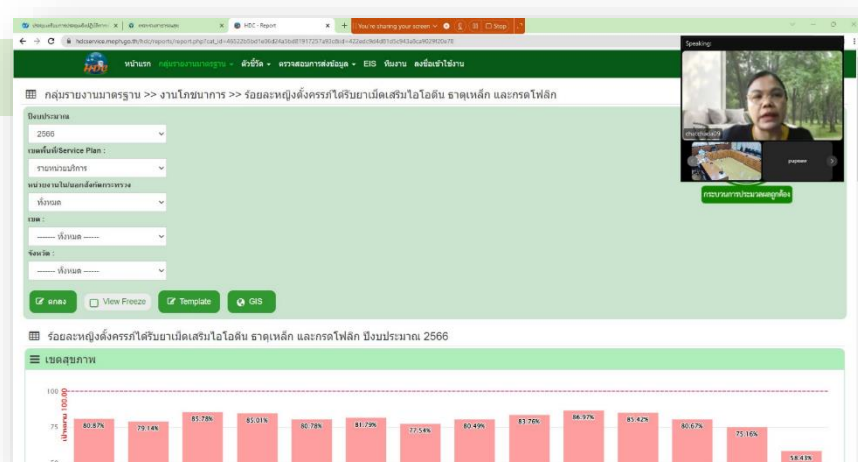 HDC - Report
You're sharing your screen
Stop
Speaking:
หน้าแรก กลุ่มรายงานมาตรฐาน ตัวชี้วัด ตรวจสอบการส่งข้อมูล EIS ทีมงาน ลงชื่อเข้าใช้งาน
กลุ่มรายงานมาตรฐาน >> งานโภชนาการ >> ร้อยละหญิงตั้งครรภ์ได้รับยาเม็ดเสริมไอโอดีน ธาตุเหล็ก และกรดโฟลิก
ปีงบประมาณ
2566
เขตพื้นที่/Service Plan :
รายหน่วยบริการ
หน่วยงานใน/นอกสังกัดกระทรวง
ทั้งหมด
เขต :
------- ทั้งหมด ------
จังหวัด :
------- ทั้งหมด ------
ตกลง View Freeze Template GIS
กระบวนการประมวลผลถูกต้อง
ร้อยละหญิงตั้งครรภ์ได้รับยาเม็ดเสริมไอโอดีน ธาตุเหล็ก และกรดโฟลิก ปีงบประมาณ 2566
เขตสุขภาพ
100
เป้าหมาย 100.00
75
80.87% 79.14% 85.78% 85.01% 80.78% 81.79% 77.54% 80.49% 83.76% 86.97% 85.42% 80.67% 75.16% 58.43%